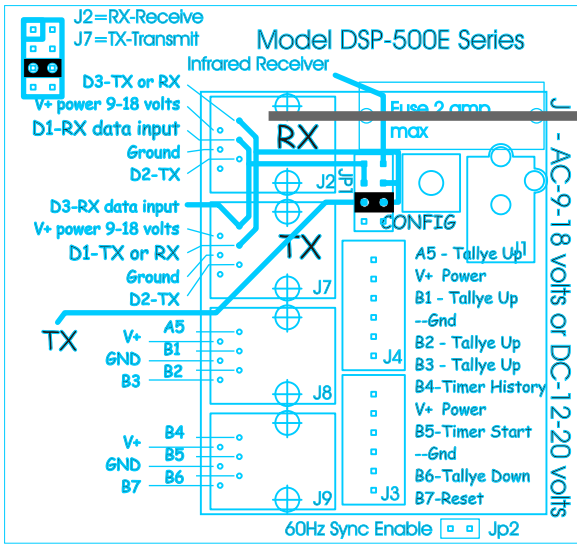 J2=RX-Receive
J7=TX-Transmit
Model DSP-500E Series
Infrared Receiver
D3-TX or RX
V+ power 9-18 volts
D1-RX data input
Ground
D2-TX
RX
J2
Jp1
Fuse 2 amp
max
CONFIG
D3-RX data input
V+ power 9-18 volts
D1-TX or RX
Ground
D2-TX
TX
J7
TX
J1
A5 - Tallye Up
V+ Power
B1 - Tallye Up
--Gnd
B2 - Tallye Up
B3 - Tallye Up
J4
B4-Timer History
V+ Power
B5-Timer Start
--Gnd
B6-Tallye Down
B7-Reset
J3
A5
V+
B1
GND
B2
B3
J8
B4
V+
B5
GND
B6
B7
J9
- AC-9-18 volts or DC-12-20 volts
60Hz Sync Enable
Jp2